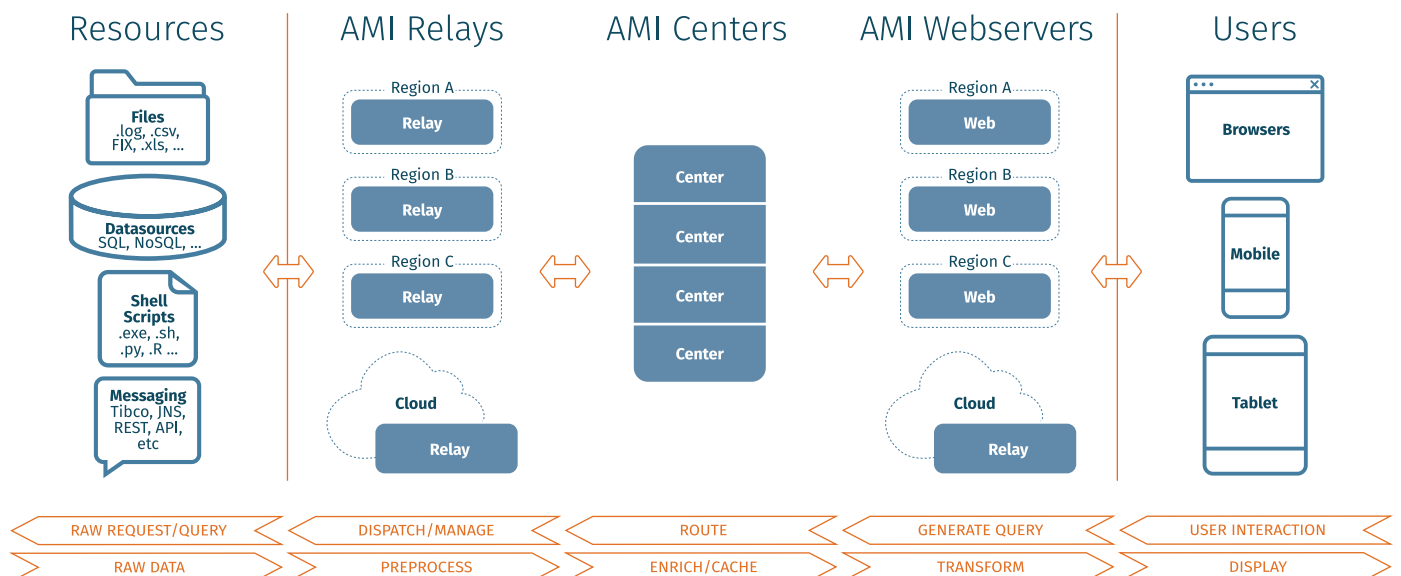 Resources
AMI Relays
AMI Centers
AMI Webservers
Users
Files
.log, .csv,
FIX, .xls, ...
Datasources
SQL, NoSQL, ...
Shell
Scripts
.exe, .sh,
.py, .R ...
Messaging
Tibco, JNS,
REST, API,
etc
Region A
Relay
Region B
Relay
Region C
Relay
Cloud
Relay
Center
Center
Center
Center
Region A
Web
Region B
Web
Region C
Web
Cloud
Relay
Browsers
Mobile
Tablet
RAW REQUEST/QUERY
DISPATCH/MANAGE
ROUTE
GENERATE QUERY
USER INTERACTION
RAW DATA
PREPROCESS
ENRICH/CACHE
TRANSFORM
DISPLAY